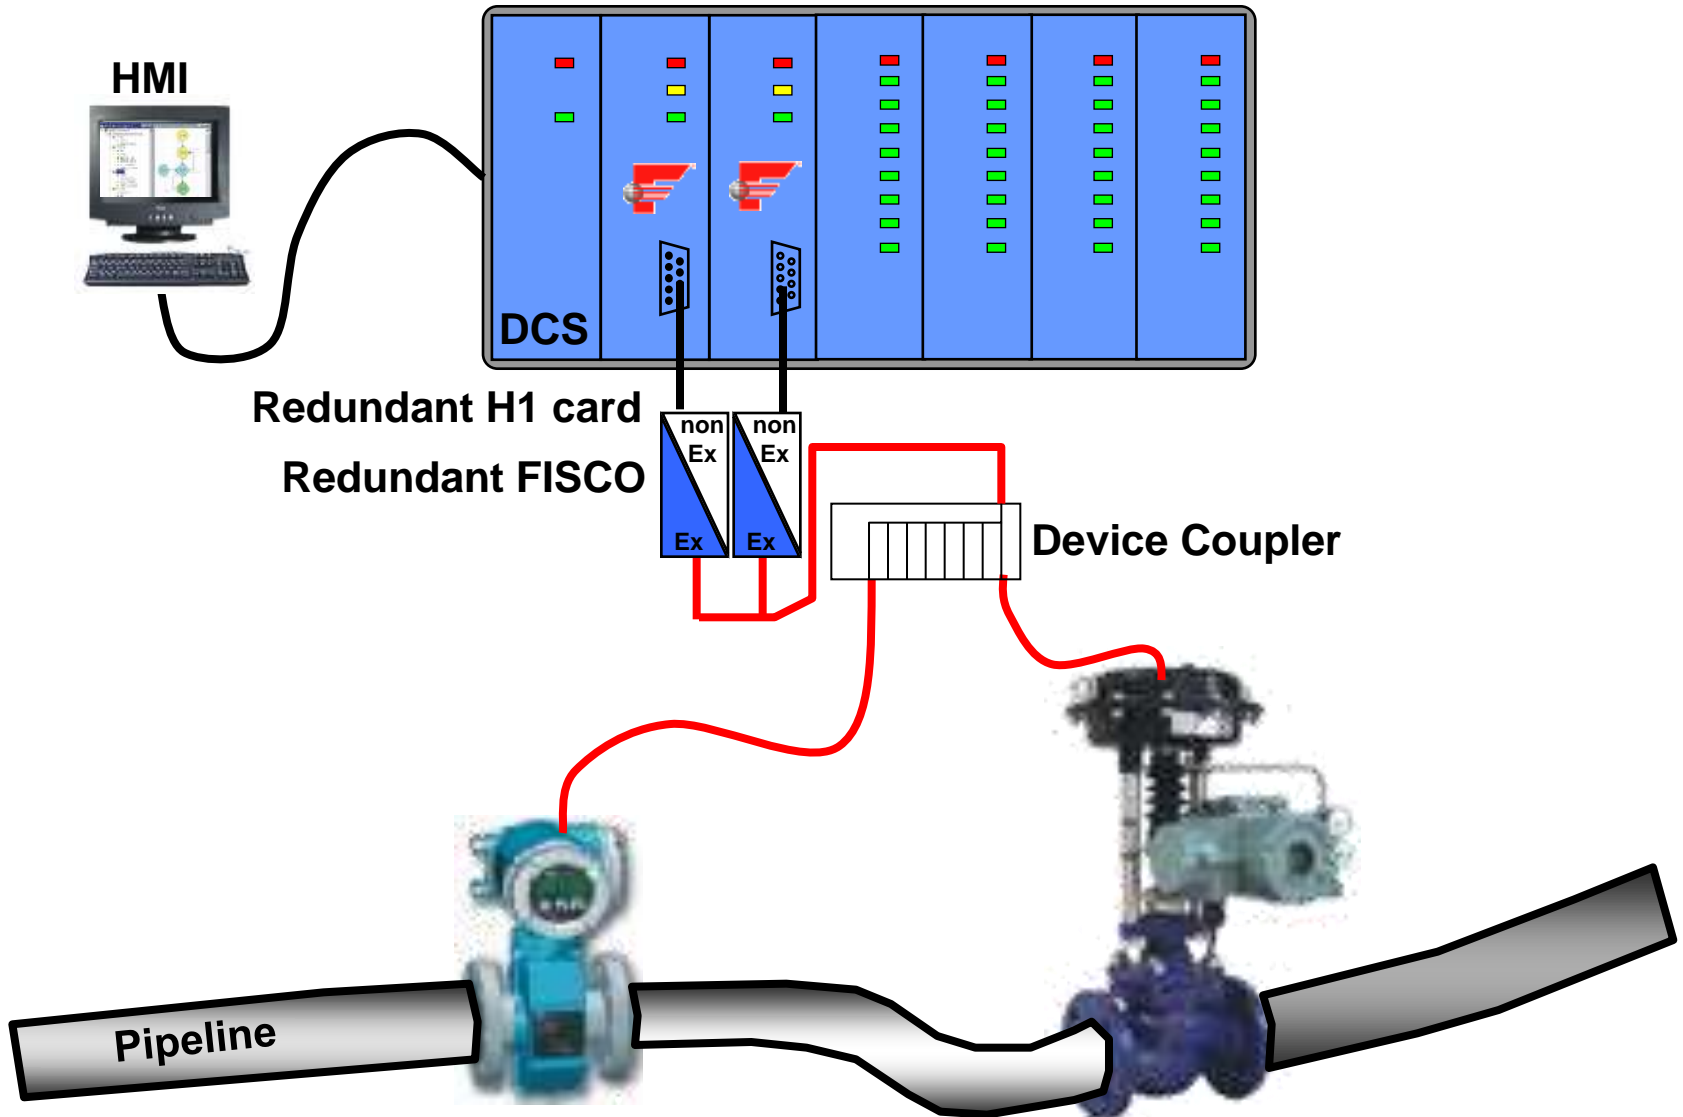 HMI
DCS
Redundant H1 card
non
Ex
non
Ex
Redundant FISCO
Ex
Ex
Device Coupler
Pipeline